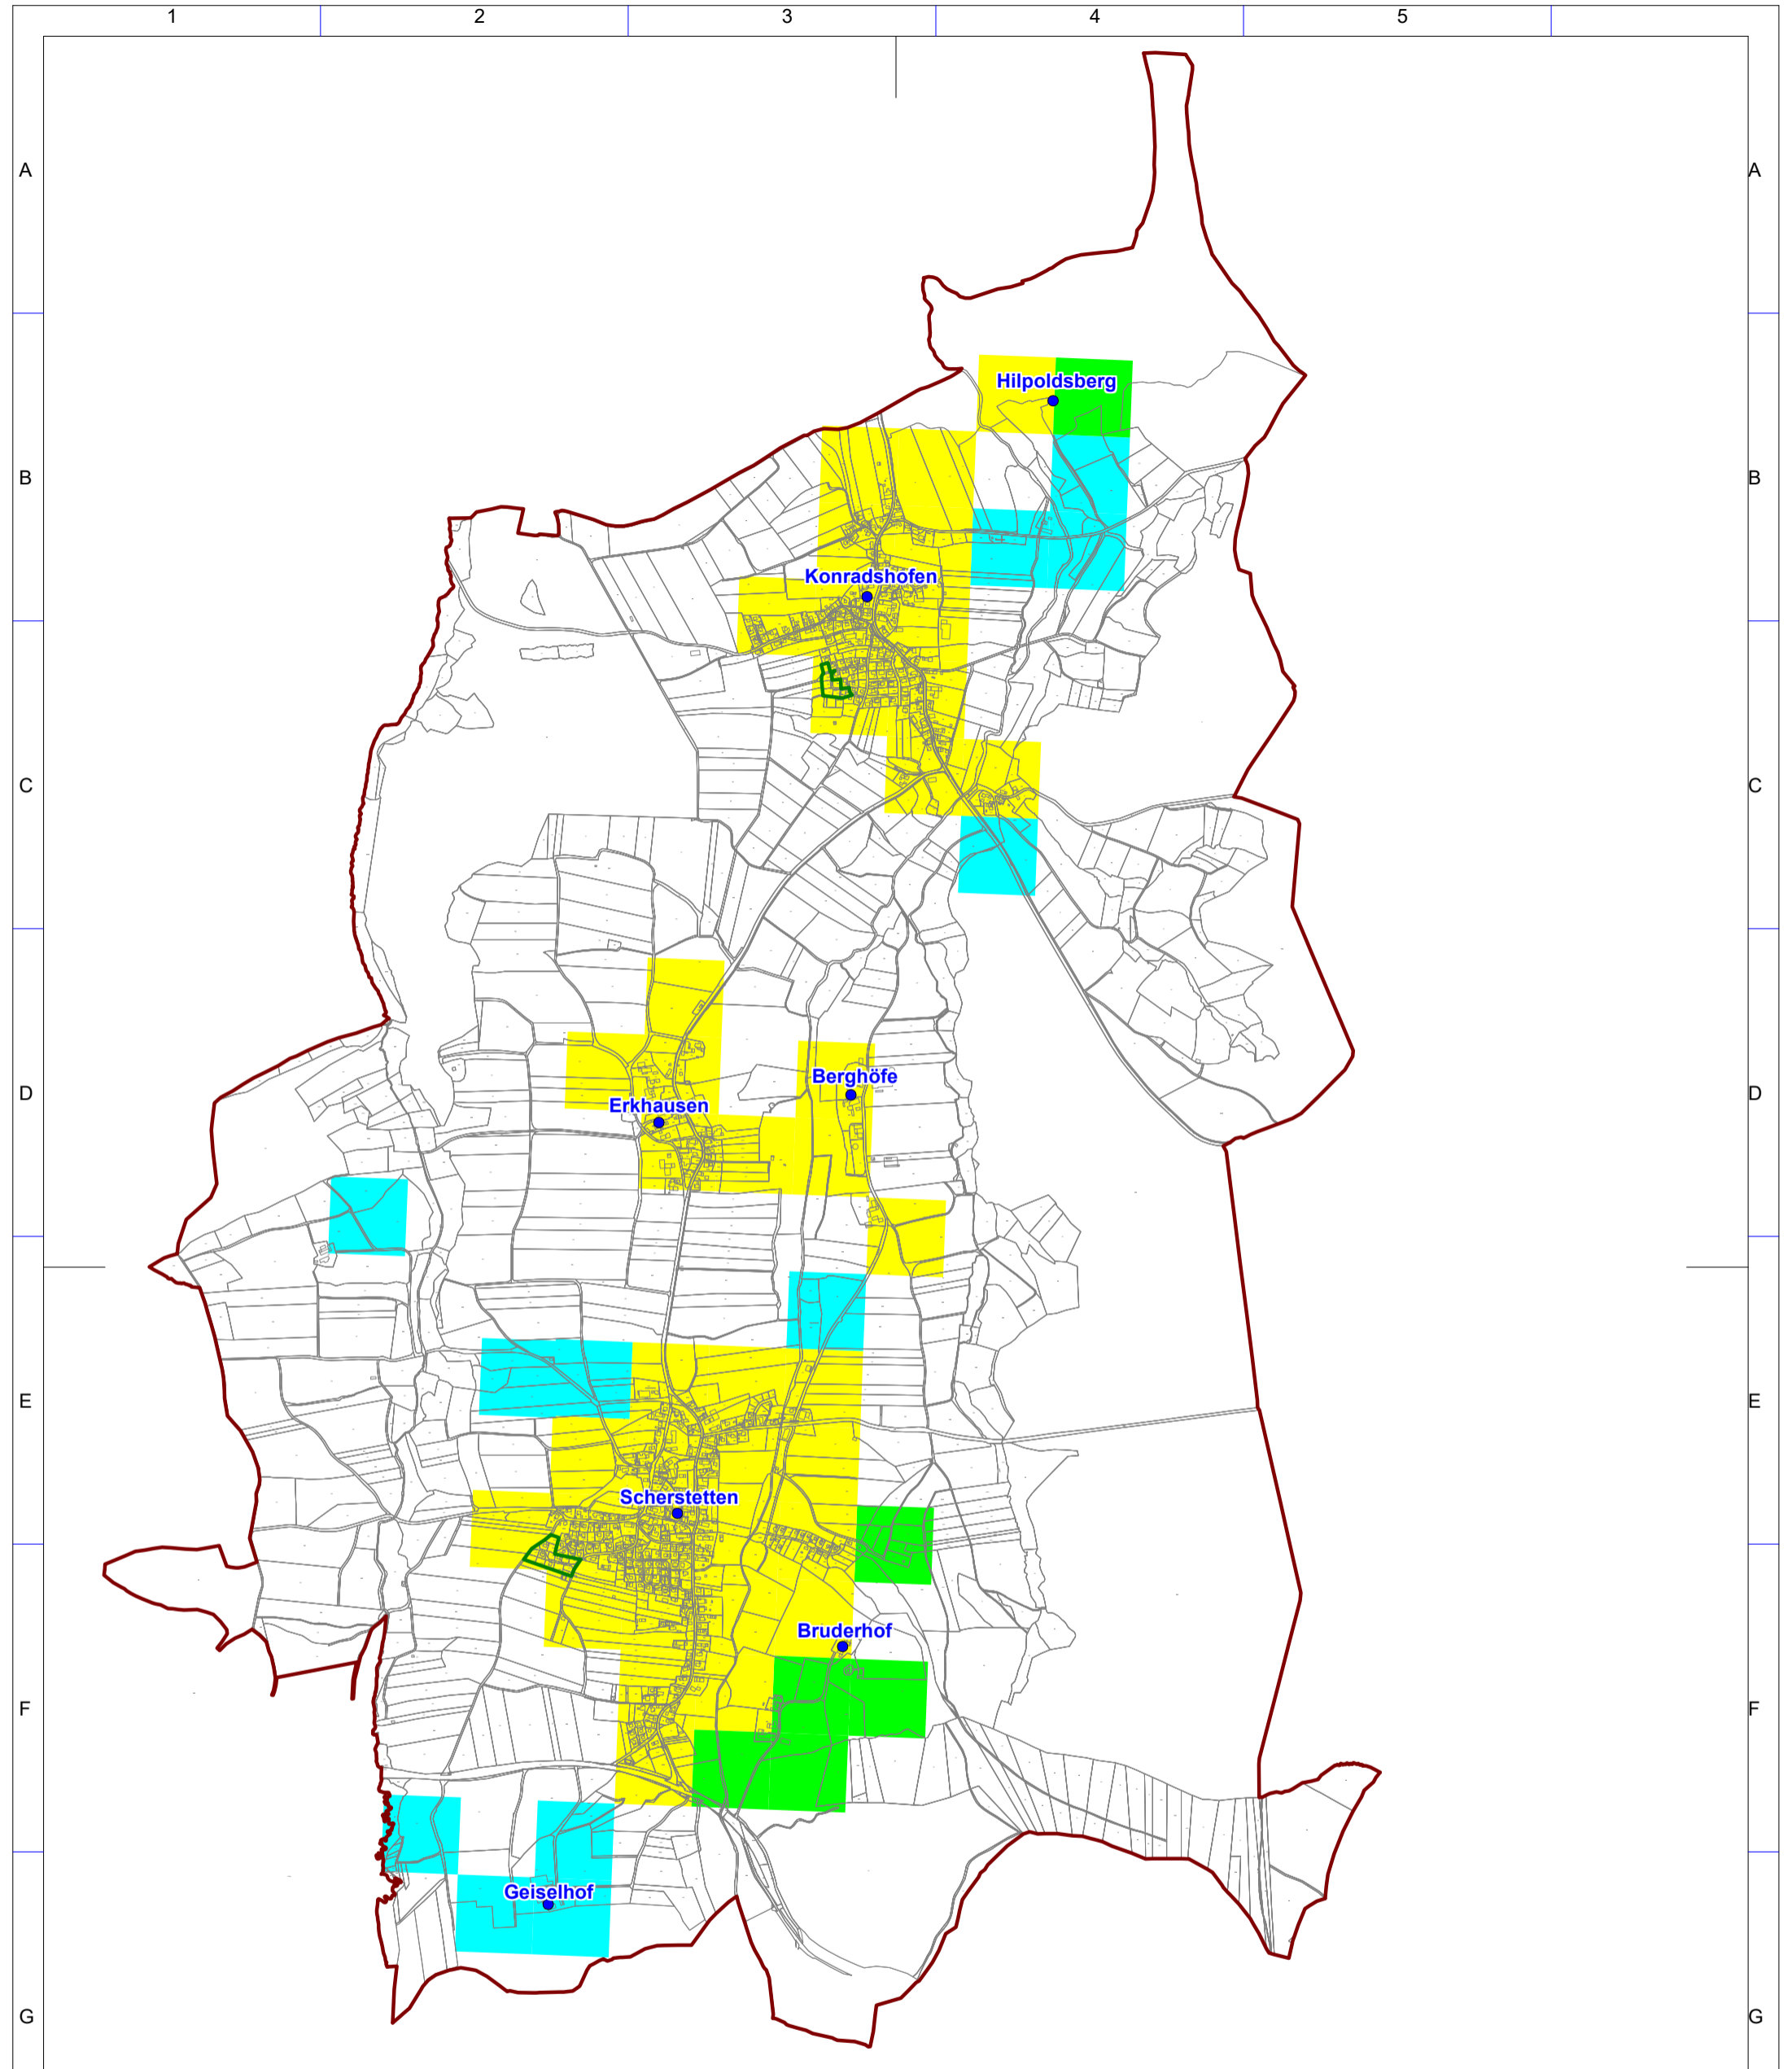 1 2 3 4 5
A A
Hilpoldsberg
B B
Konradshofen
C C
Berghöfe
D D
Erkhausen
E E
Scherstetten
Bruderhof
F F
Geiselhof
G G